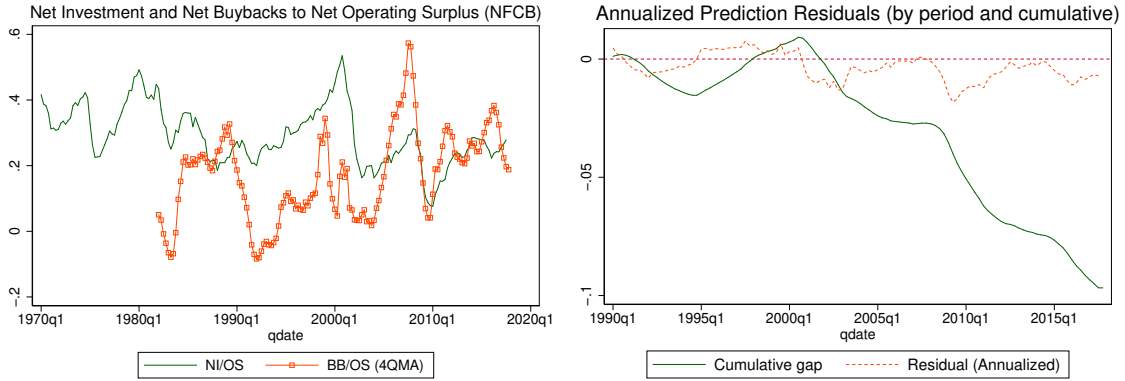 Net Investment and Net Buybacks to Net Operating Surplus (NFCB)
.6
.4
.2
0
-.2
1970q1 1980q1 1990q1 2000q1 2010q1 2020q1
qdate
NI/OS BB/OS (4QMA)
Annualized Prediction Residuals (by period and cumulative)
0
-.05
-.1
1990q1 1995q1 2000q1 2005q1 2010q1 2015q1
qdate
Cumulative gap Residual (Annualized)